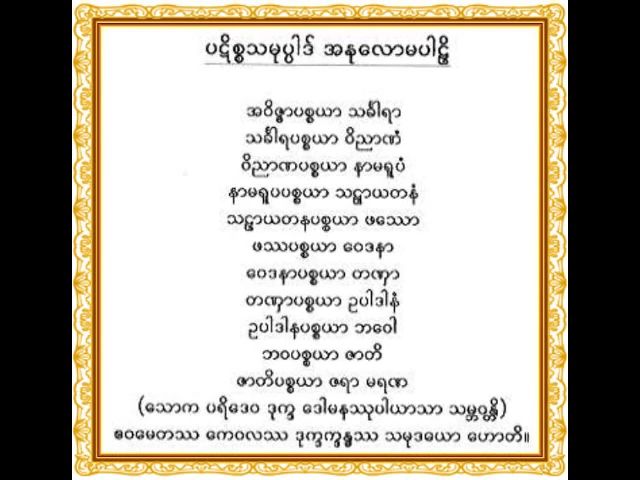 ပဋိစ္စသမုပ္ပါဒ် အနုလောမပါဠိ
အဝိဇ္ဇာပစ္စယာ သင်္ခါရာ
သင်္ခါရပစ္စယာ ဝိညာဏံ
ဝိညာဏပစ္စယာ နာမရူပံ
နာမရူပပစ္စယာ သဠာယတနံ
သဠာယတနပစ္စယာ ဖဿော
ဖဿပစ္စယာ ဝေဒနာ
ဝေဒနာပစ္စယာ တဏှာ
တဏှာပစ္စယာ ဥပါဒါနံ
ဥပါဒါနပစ္စယာ ဘဝေါ
ဘဝပစ္စယာ ဇာတိ
ဇာတိပစ္စယာ ဇရာ မရဏ
(သောက ပရိဒေဝ ဒုက္ခ ဒေါမနဿုပါယာသာ သမ္ဘဝန္တိ)
ဧဝမေတဿ ကေဝလဿ ဒုက္ခက္ခန္ဓဿ သမုဒယော ဟောတိ။